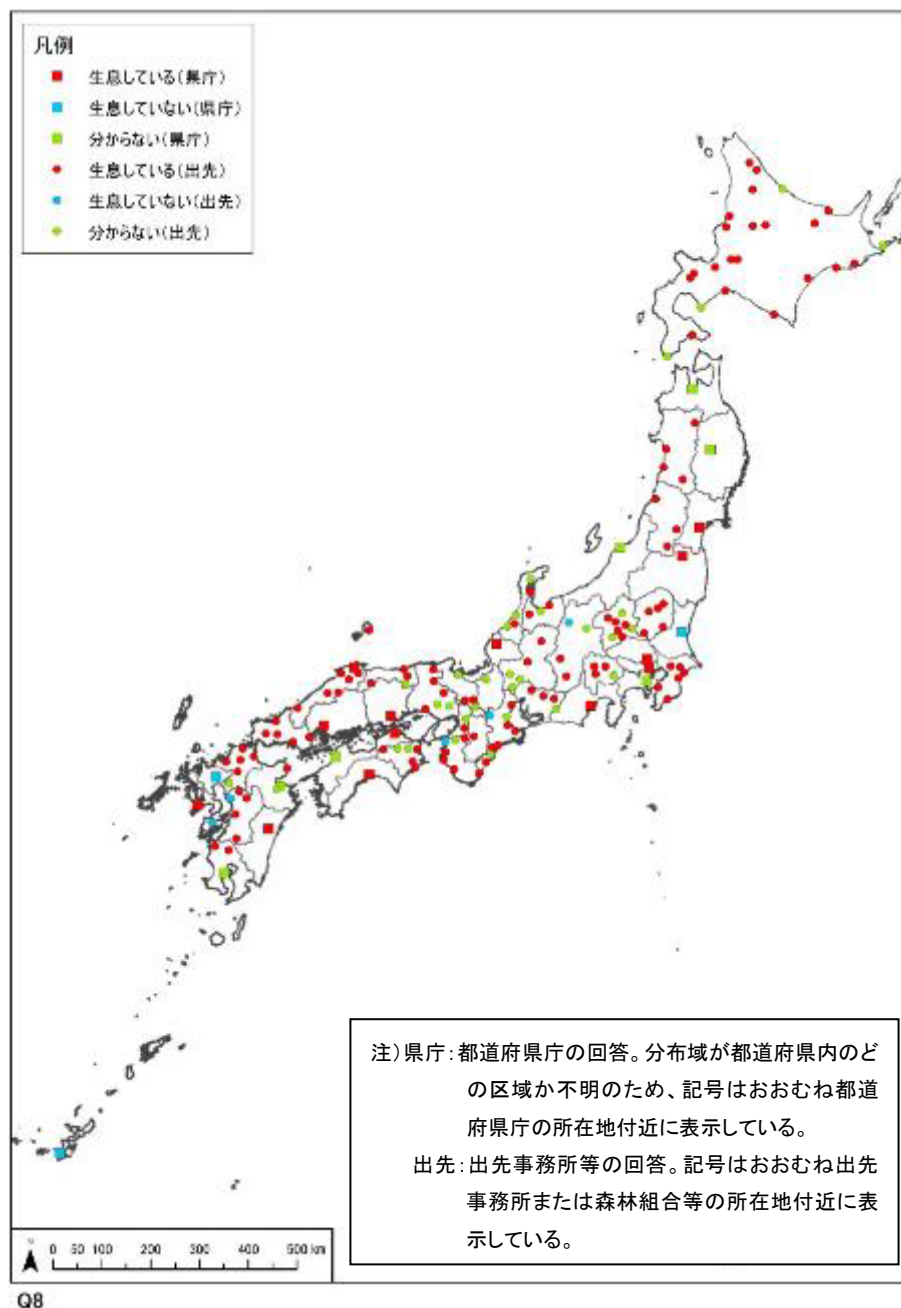 凡例
生息している(県庁)
生息していない(県庁)
分からない(県庁)
生息している(出先)
生息していない(出先)
分からない(出先)
注)県庁:都道府県庁の回答。分布域が都道府県内のど
の区域か不明のため、記号はおおむね都道
府県庁の所在地付近に表示している。
出先:出先事務所等の回答。記号はおおむね出先
事務所または森林組合等の所在地付近に表
示している。
0 50 100 200 300 400 500 km
Q8